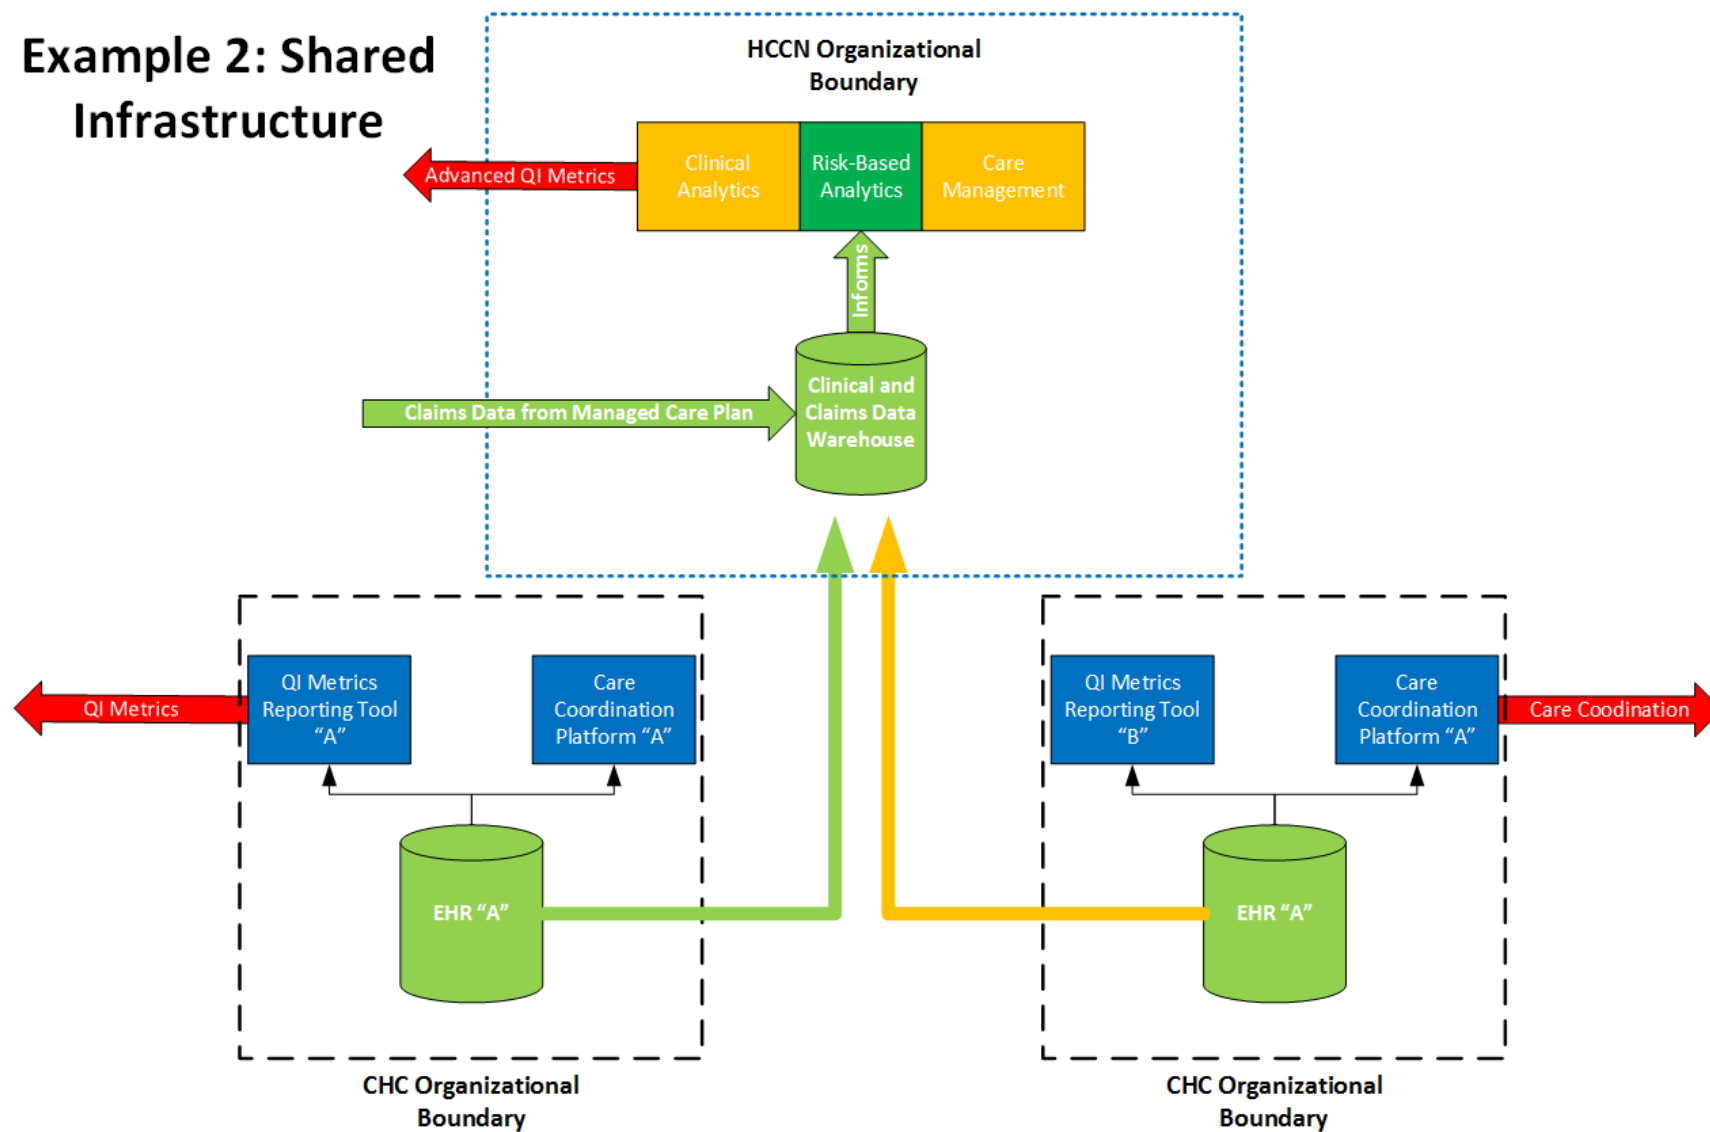 Example 2: Shared
Infrastructure
HCCN Organizational
Boundary
Clinical
Analytics
Risk-Based
Analytics
Care
Management
Advanced QI Metrics
Informs
Clinical and
Claims Data
Warehouse
Claims Data from Managed Care Plan
QI Metrics
Reporting Tool
“A”
Care
Coordination
Platform “A”
QI Metrics
EHR “A”
CHC Organizational
Boundary
QI Metrics
Reporting Tool
“B”
Care
Coordination
Platform “A”
Care Coodination
EHR “A”
CHC Organizational
Boundary